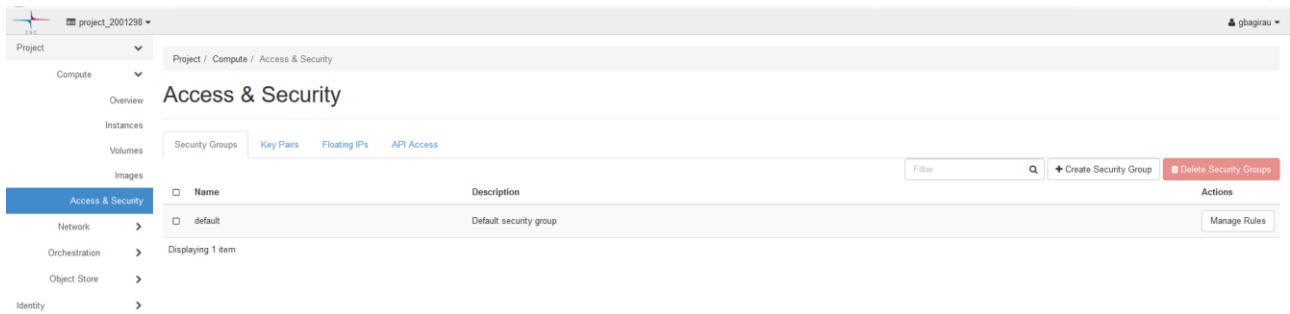 CSC
project_2001298
gbagirau
Project
Project / Compute / Access & Security
Compute
Overview
Access & Security
Instances
Security Groups Key Pairs Floating IPs API Access
Volumes
Filter + Create Security Group Delete Security Groups
Images
Name Description Actions
Access & Security
default Default security group Manage Rules
Network
Displaying 1 item
Orchestration
Object Store
Identity